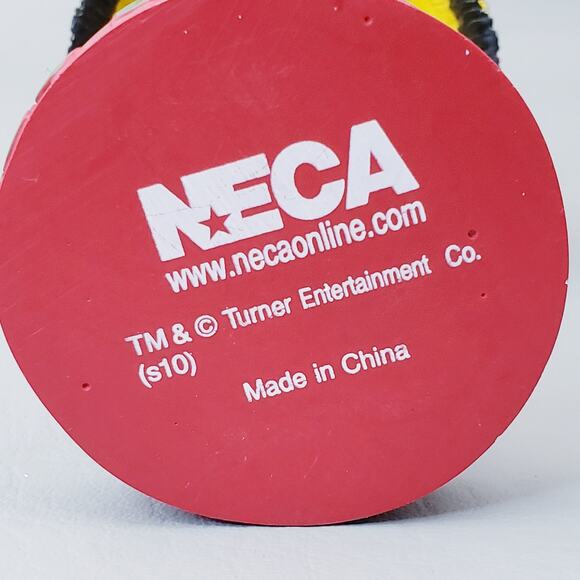 NECA
www.necaonline.com
TM & © Turner Entertainment Co.
(s10)
Made in China